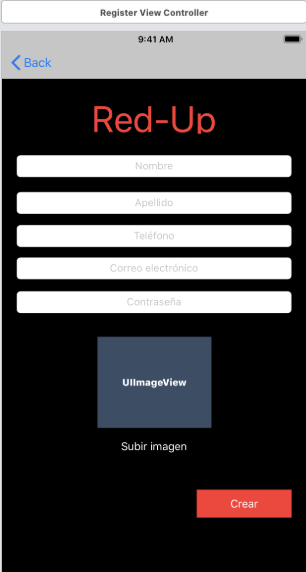 Register View Controller
9:41 AM
Back
Red-Up
Nombre
Apellido
Teléfono
Correo electrónico
Contraseña
UIImageView
Subir imagen
Crear